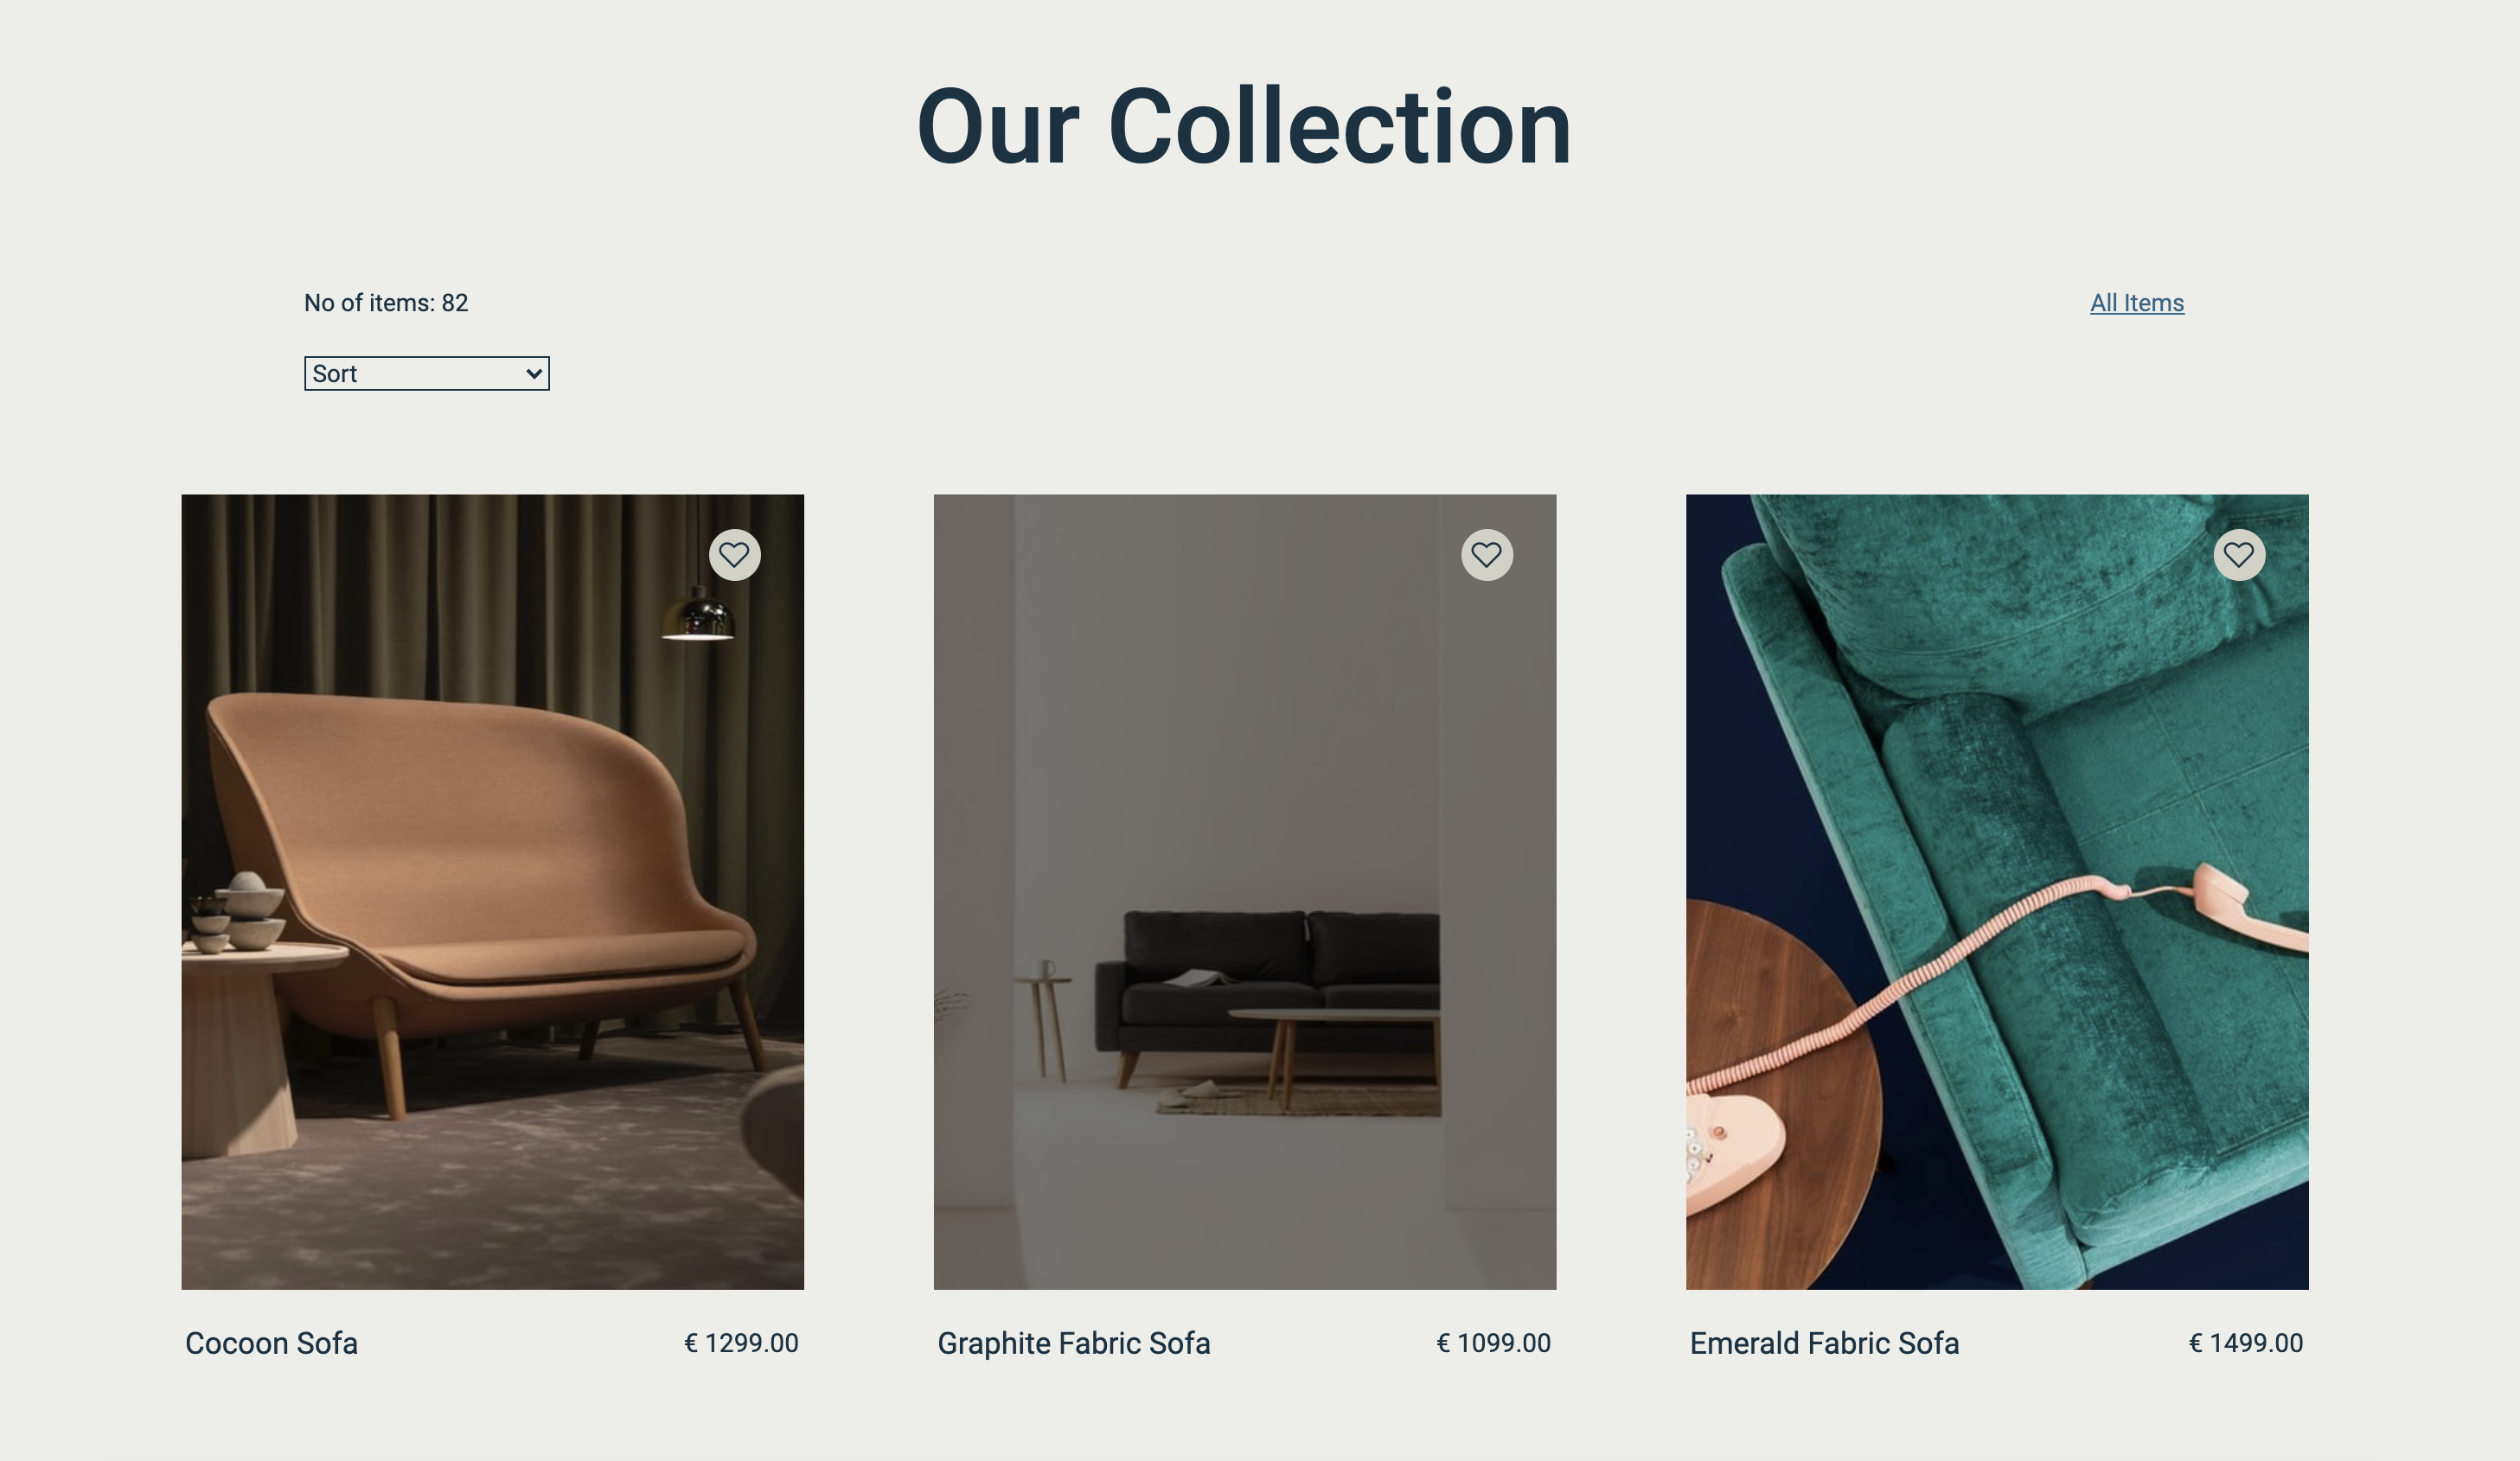 Our Collection
No of items: 82
All Items
Sort
Cocoon Sofa
€ 1299.00
Graphite Fabric Sofa
€ 1099.00
Emerald Fabric Sofa
€ 1499.00